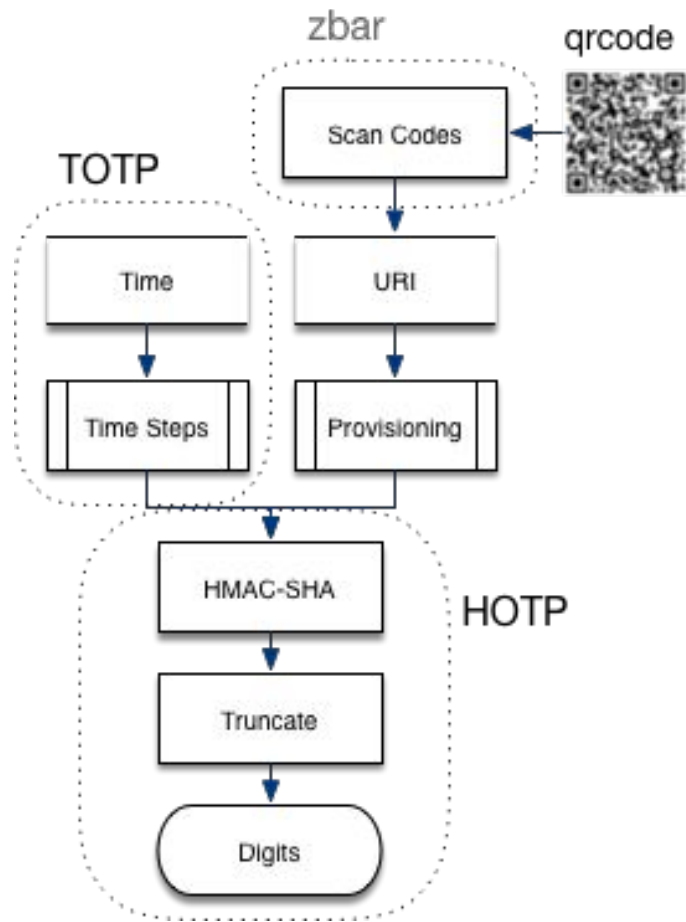 zbar
qrcode
Scan Codes
TOTP
Time
URI
Time Steps
Provisioning
HMAC-SHA
HOTP
Truncate
Digits